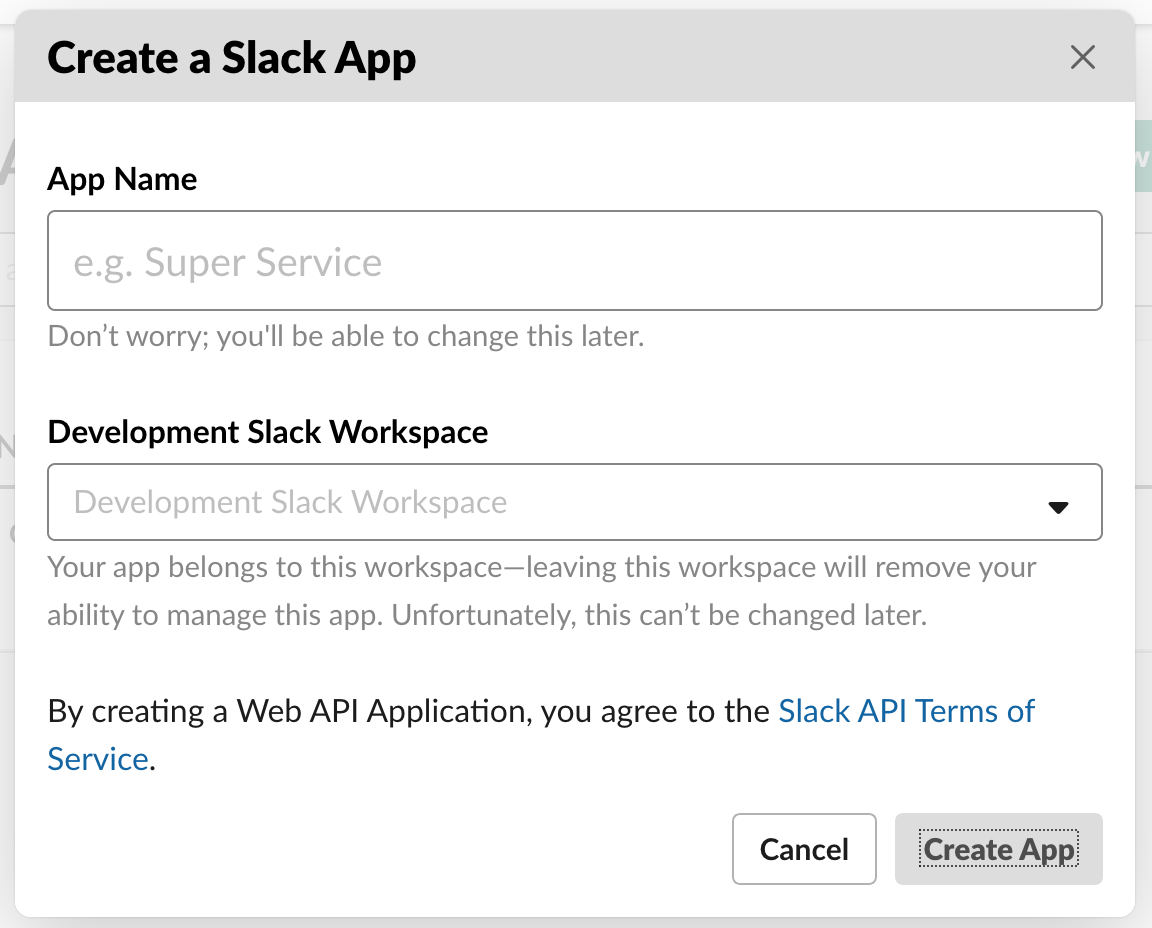 Create a Slack App
App Name
e.g. Super Service
Don’t worry; you'll be able to change this later.
Development Slack Workspace
Development Slack Workspace
Your app belongs to this workspace—leaving this workspace will remove your
ability to manage this app. Unfortunately, this can’t be changed later.
By creating a Web API Application, you agree to the Slack API Terms of
Service.
Cancel
Create App